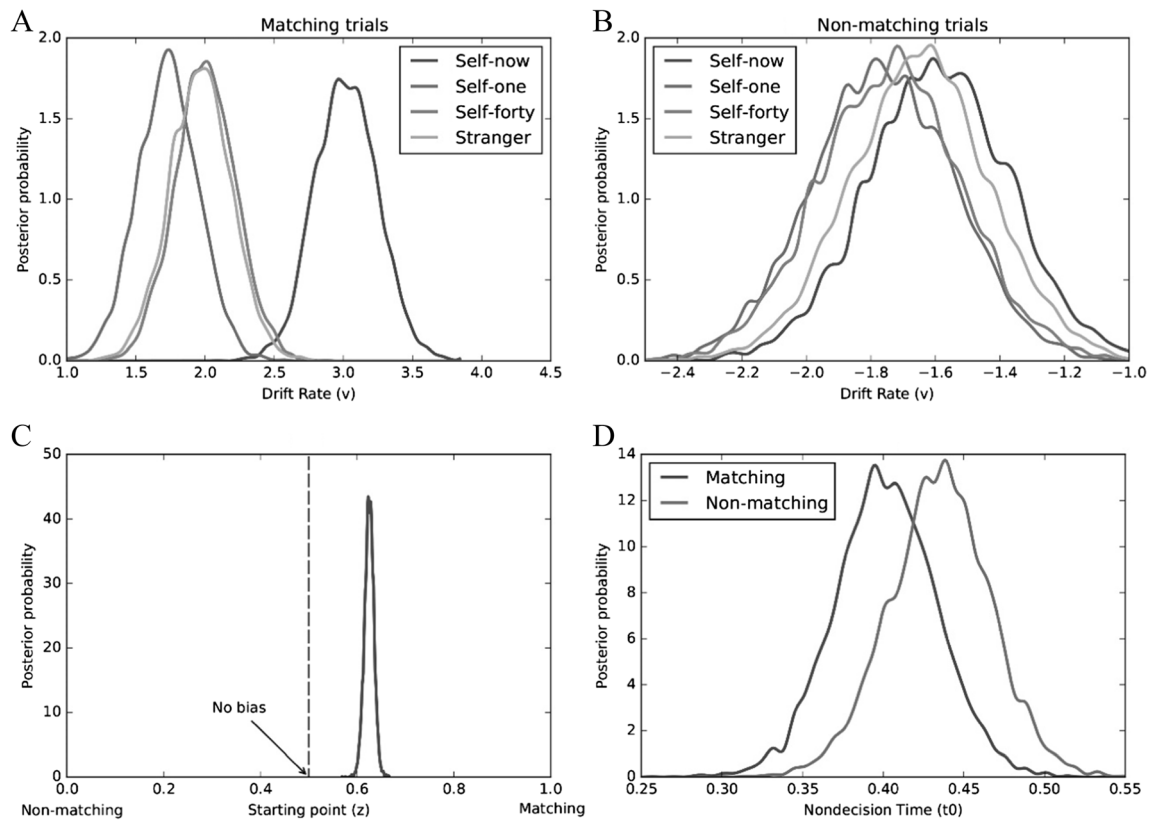 A
Matching trials
2.0
1.5
1.0
0.5
0.0
Posterior probability
Self-now
Self-one
Self-forty
Stranger
1.0 1.5 2.0 2.5 3.0 3.5 4.0 4.5
Drift Rate (v)
B
Non-matching trials
2.0
1.5
1.0
0.5
0.0
Posterior probability
Self-now
Self-one
Self-forty
Stranger
−2.4 −2.2 −2.0 −1.8 −1.6 −1.4 −1.2 −1.0
Drift Rate (v)
C
50
40
30
20
10
0
Posterior probability
No bias
0.0 0.2 0.4 0.6 0.8 1.0
Non-matching Starting point (z) Matching
D
14
12
10
8
6
4
2
0
Posterior probability
Matching
Non-matching
0.25 0.30 0.35 0.40 0.45 0.50 0.55
Nondecision Time (t0)